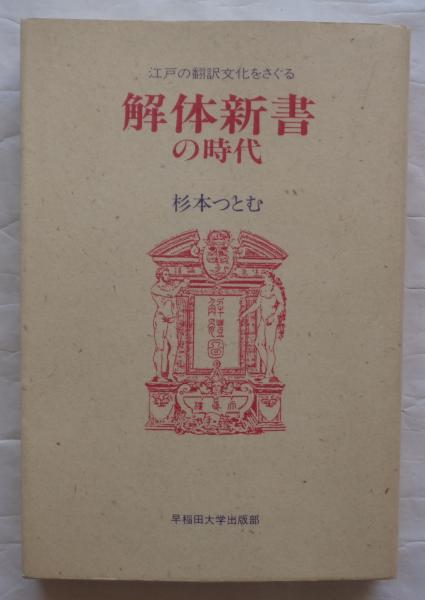 江戸の翻訳文化をさぐる
解体新書
の時代
杉本つとむ
早稲田大学出版部